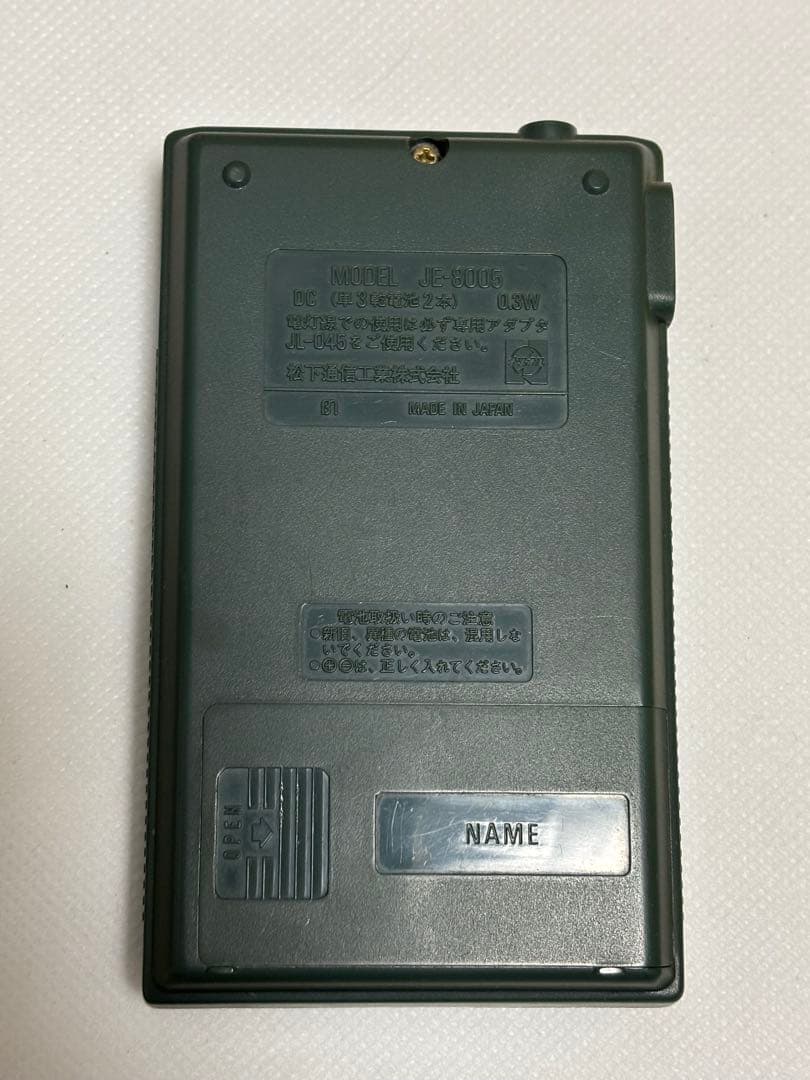 MODEL JE-8005
DC (単3乾電池2本) 0.3W
電灯線での使用は必ず専用アダプタ
JL-045をご使用ください。
松下通信工業株式会社
B1 MADE IN JAPAN
電池取扱い時のご注意
○新旧、異種の電池は、混用しな
いでください。
○⊕⊖は、正しく入れてください。
OPEN
NAME